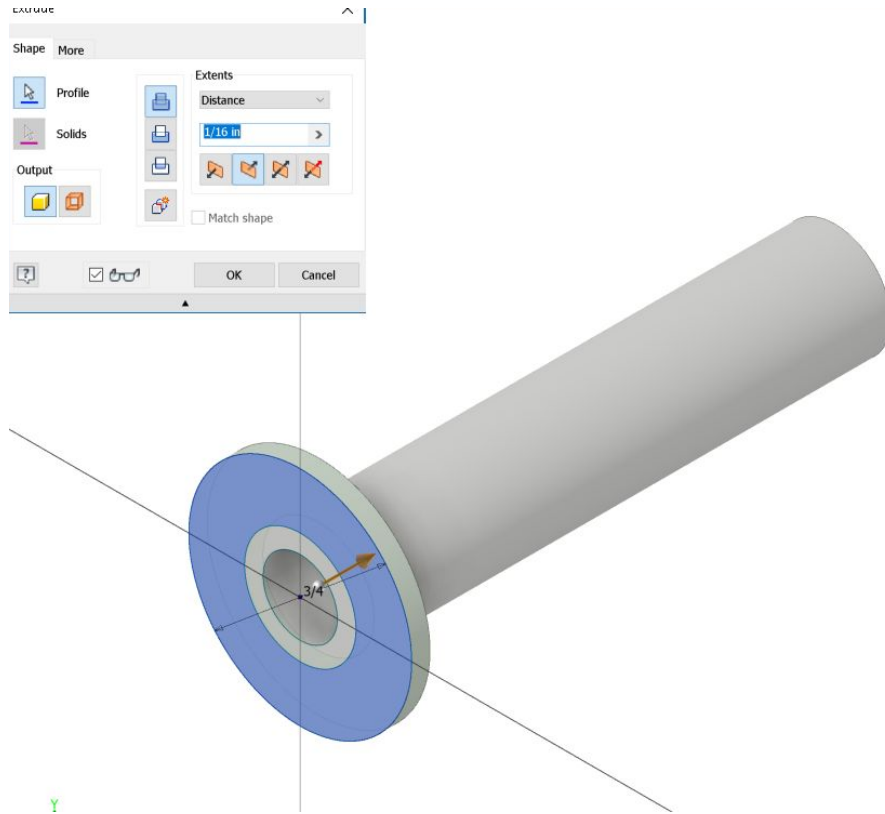 Extrude
Shape More
Extents
Profile
Distance
Solids
1/16 in
Output
Match shape
OK Cancel
3/4
Y